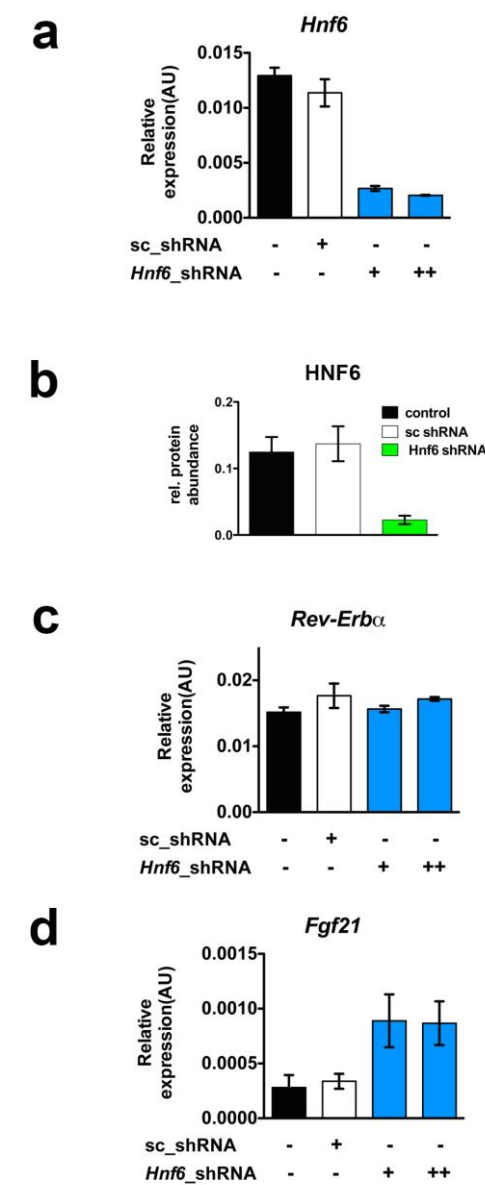 a
Hnf6
Relative
expression(AU)
0.015
0.010
0.005
0.000
sc_shRNA - + - -
Hnf6_shRNA - - + ++
b
HNF6
rel. protein
abundance
0.2
0.1
0.0
control
sc shRNA
Hnf6 shRNA
c
Rev-Erbα
Relative
expression(AU)
0.02
0.01
0.00
sc_shRNA - + - -
Hnf6_shRNA - - + ++
d
Fgf21
Relative
expression(AU)
0.0015
0.0010
0.0005
0.0000
sc_shRNA - + - -
Hnf6_shRNA - - + ++